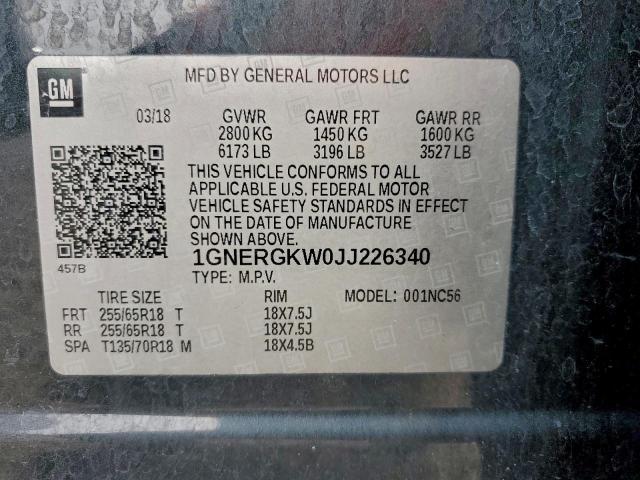 GM
MFD BY GENERAL MOTORS LLC
03/18 GVWR GAWR FRT GAWR RR
2800 KG 1450 KG 1600 KG
6173 LB 3196 LB 3527 LB
THIS VEHICLE CONFORMS TO ALL
APPLICABLE U.S. FEDERAL MOTOR
VEHICLE SAFETY STANDARDS IN EFFECT
ON THE DATE OF MANUFACTURE
SHOWN ABOVE.
1GNERGKW0JJ226340
457B
TYPE: M.P.V.
TIRE SIZE RIM MODEL: 001NC56
FRT 255/65R18 T 18X7.5J
RR 255/65R18 T 18X7.5J
SPA T135/70R18 M 18X4.5B